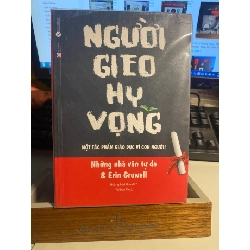 NGƯỜI
GIEO
HY
VỌNG
MỘT TÁC PHẨM GIÁO DỤC VÌ CON NGƯỜI!
Những nhà văn tự do
& Erin Gruwell